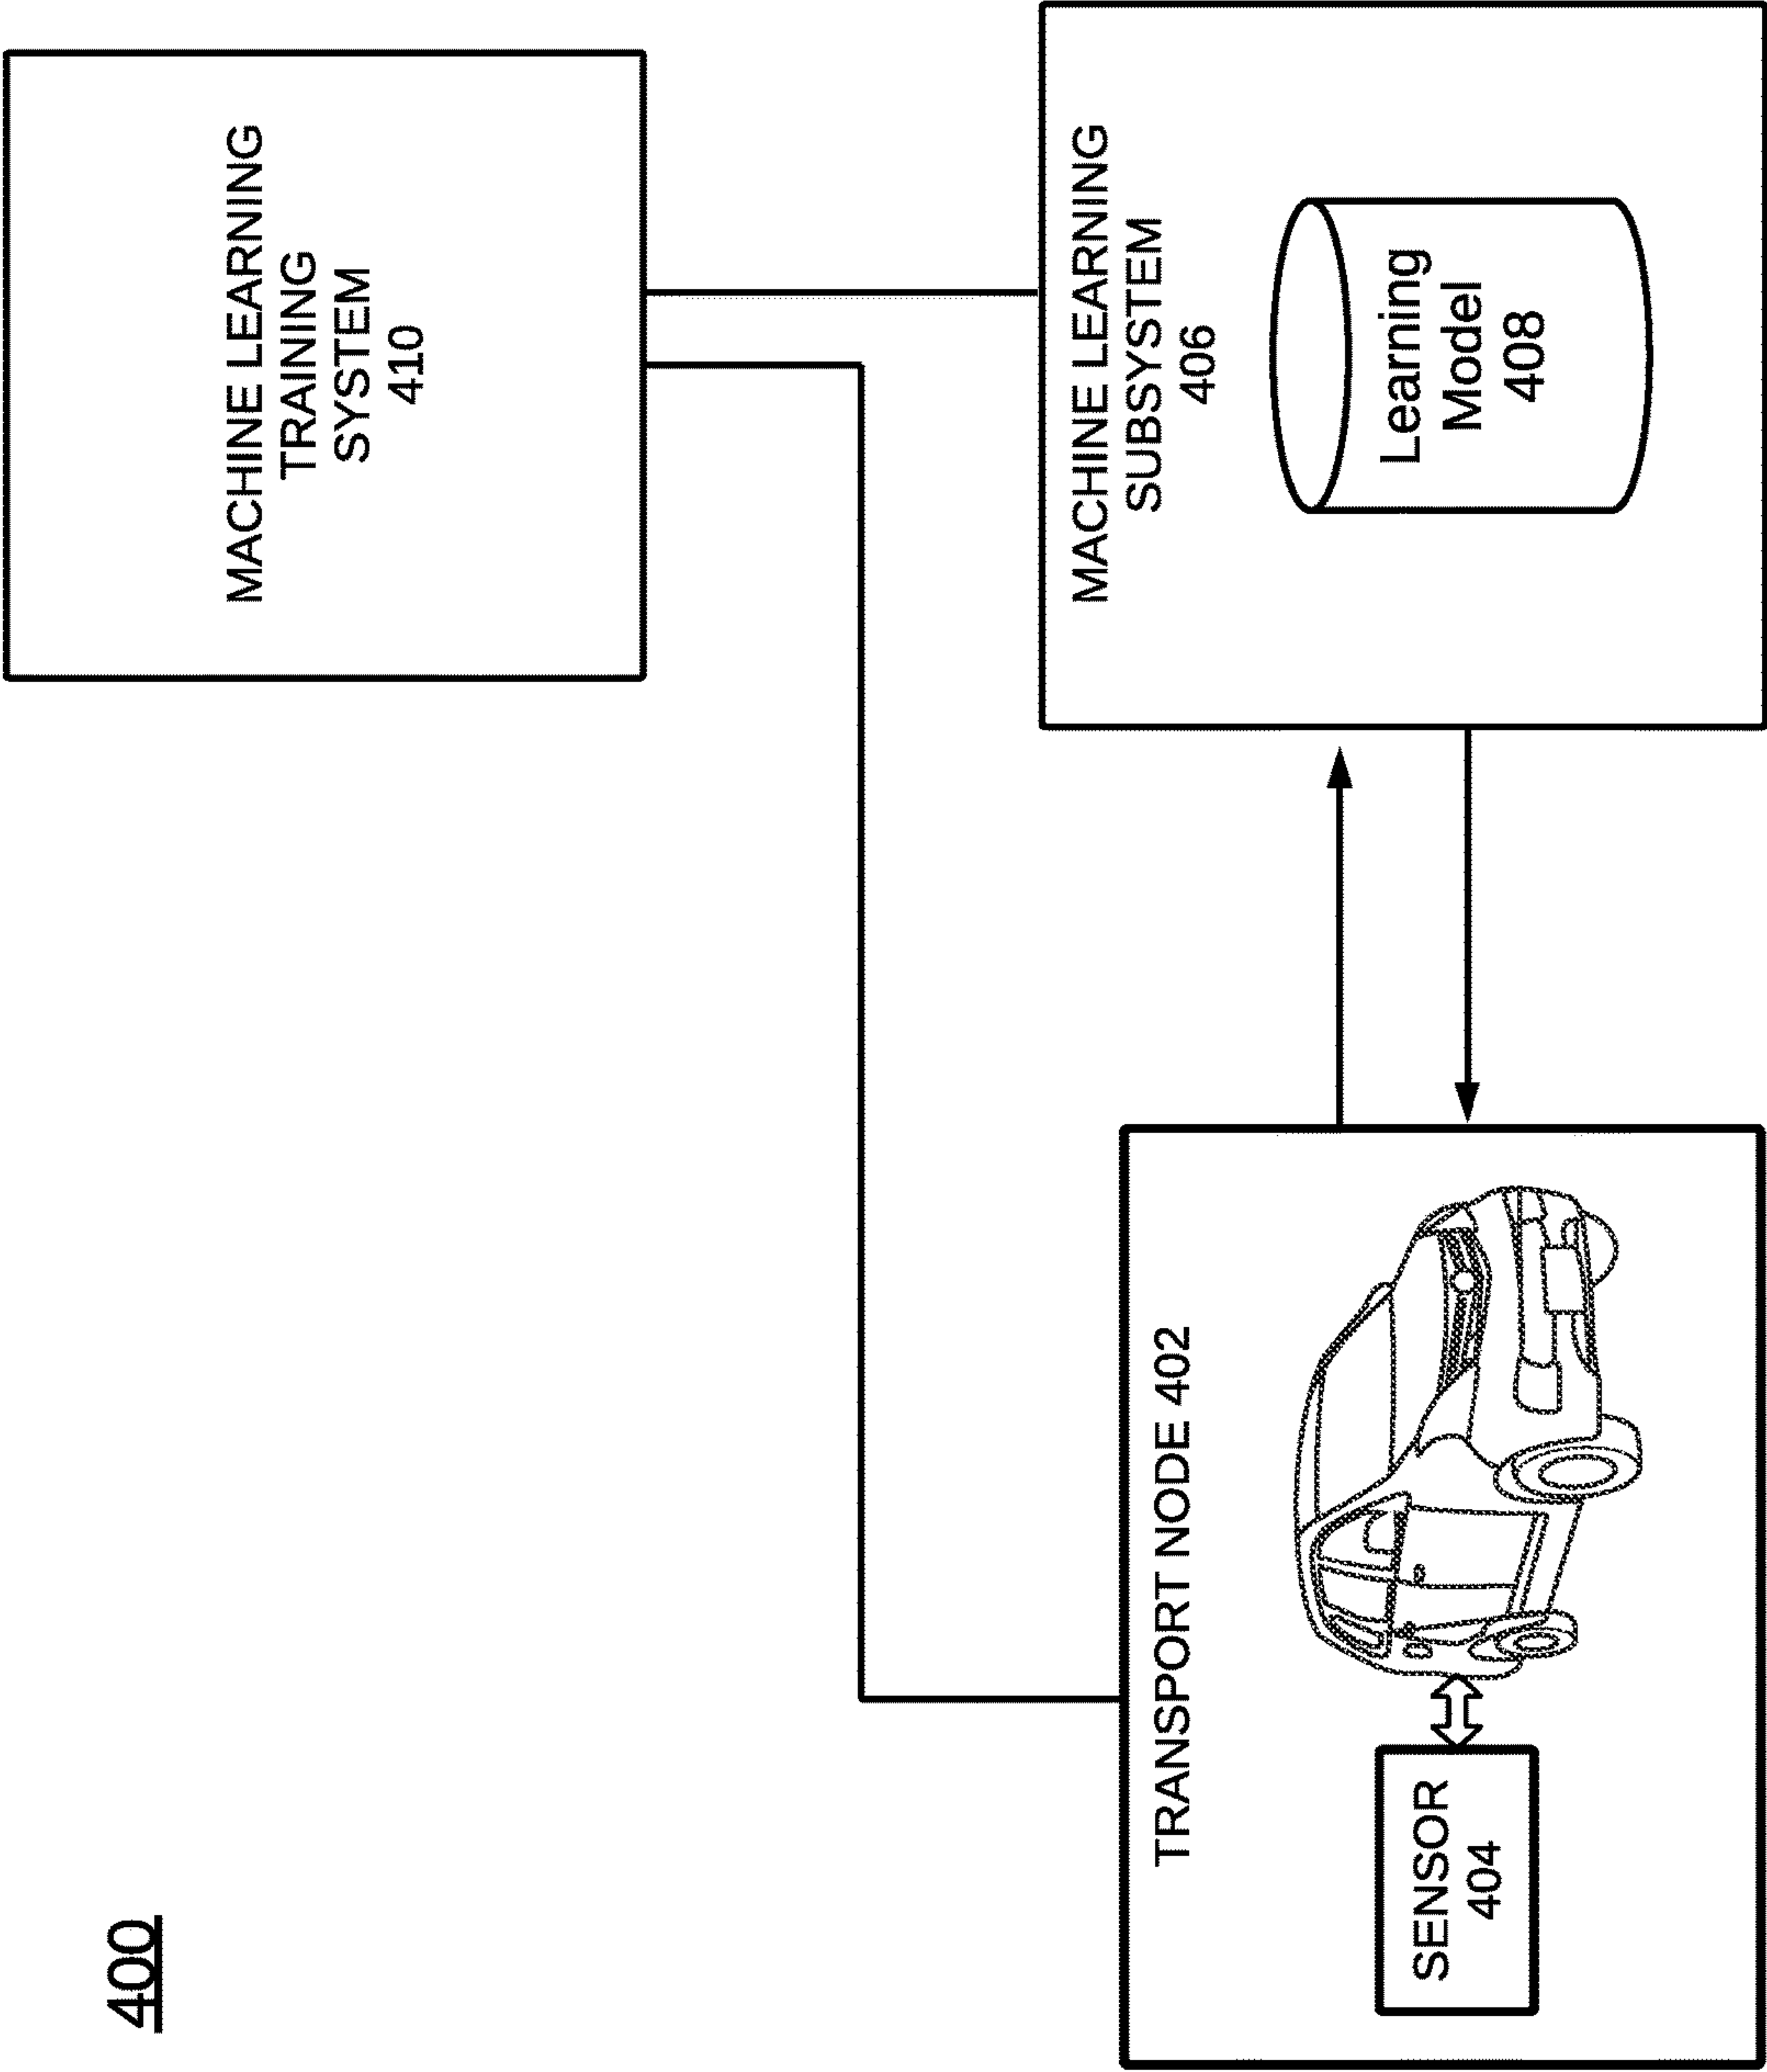 400
MACHINE LEARNING
TRAINING
SYSTEM
410
TRANSPORT NODE 402
SENSOR
404
MACHINE LEARNING
SUBSYSTEM
406
Learning
Model
408